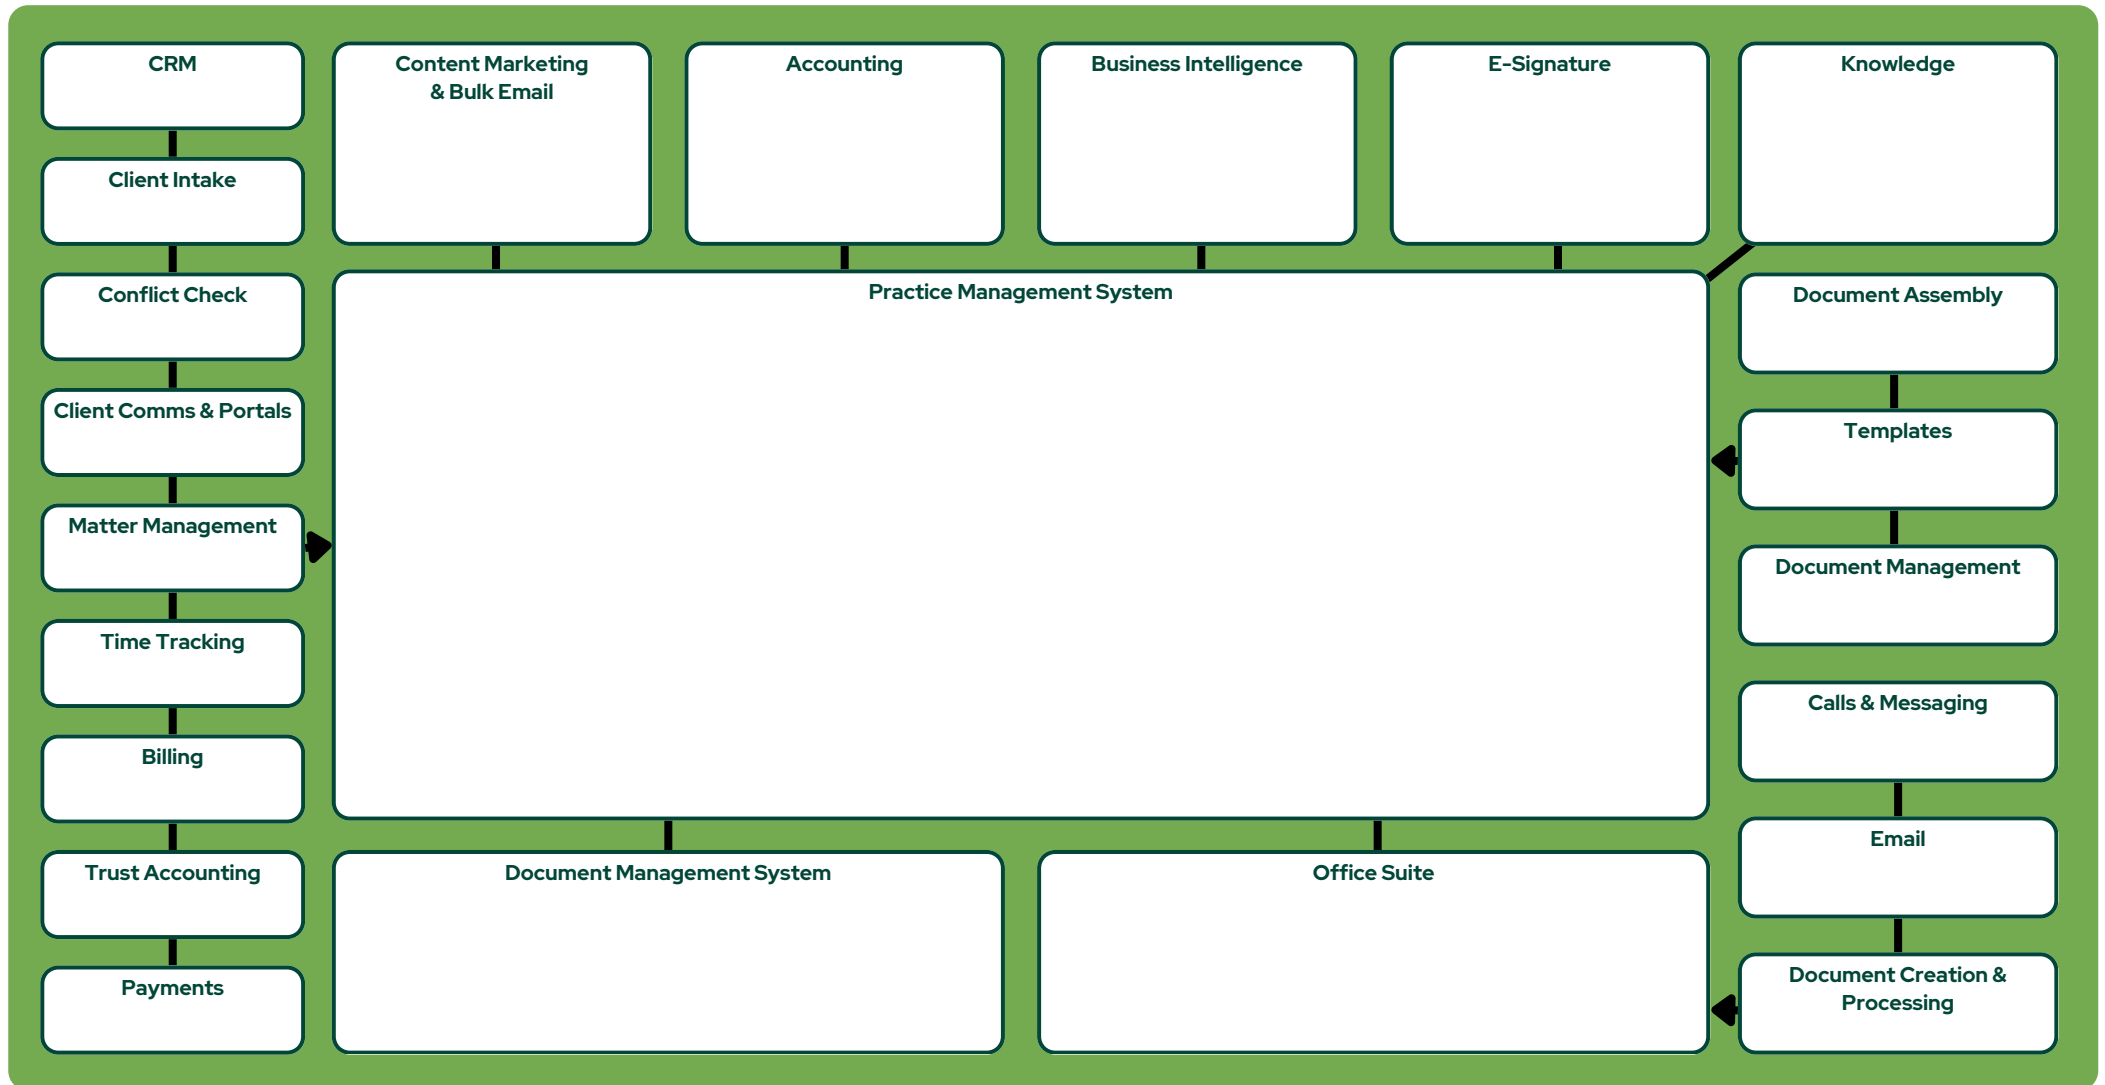 CRM
Content Marketing
& Bulk Email
Accounting
Business Intelligence
E-Signature
Knowledge
Client Intake
Conflict Check
Practice Management System
Document Assembly
Client Comms & Portals
Templates
Matter Management
Document Management
Time Tracking
Calls & Messaging
Billing
Email
Trust Accounting
Document Management System
Office Suite
Payments
Document Creation &
Processing